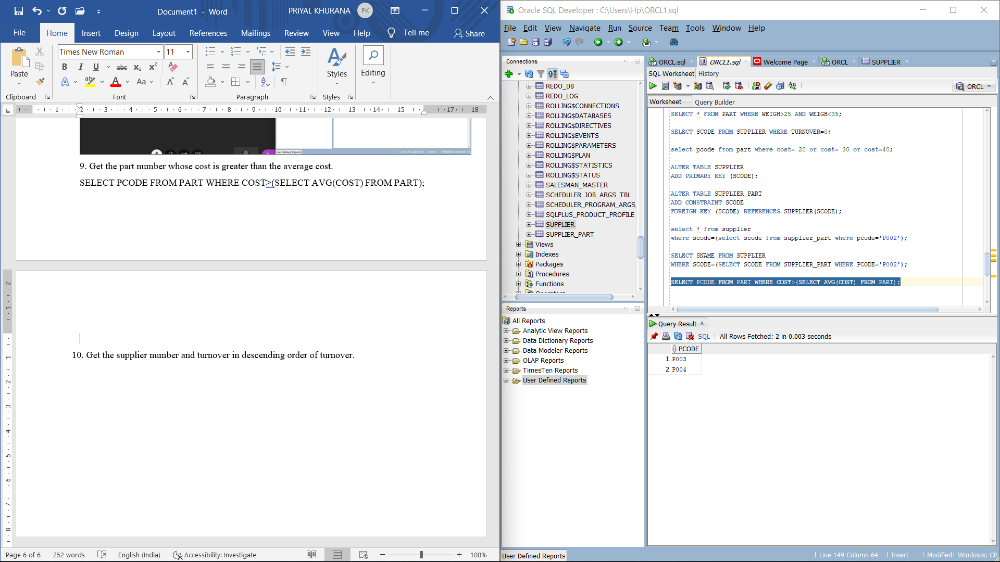 Document1 - Word
PRIYAL KHURANA
PK
File
Home
Insert
Design
Layout
References
Mailings
Review
View
Help
Tell me
Share
Paste
Times New Roman
11
Styles
Editing
Clipboard
Font
Paragraph
Styles
9. Get the part number whose cost is greater than the average cost.
SELECT PCODE FROM PART WHERE COST>(SELECT AVG(COST) FROM PART);
10. Get the supplier number and turnover in descending order of turnover.
Page 6 of 6
252 words
English (India)
Accessibility: Investigate
100%
Oracle SQL Developer : C:\Users\Hp\ORCL1.sql
File Edit View Navigate Run Source Team Tools Window Help
Connections
REDO_DB
REDO_LOG
ROLLING$CONNECTIONS
ROLLING$DATABASES
ROLLING$DIRECTIVES
ROLLING$EVENTS
ROLLING$PARAMETERS
ROLLING$PLAN
ROLLING$STATISTICS
ROLLING$STATUS
SALESMAN_MASTER
SCHEDULER_JOB_ARGS_TBL
SCHEDULER_PROGRAM_ARGS_
SQLPLUS_PRODUCT_PROFILE
SUPPLIER
SUPPLIER_PART
Views
Indexes
Packages
Procedures
Functions
Reports
All Reports
Analytic View Reports
Data Dictionary Reports
Data Modeler Reports
OLAP Reports
TimesTen Reports
User Defined Reports
ORCL.sql
ORCL1.sql
Welcome Page
ORCL
SUPPLIER
SQL Worksheet History
ORCL
Worksheet Query Builder
SELECT * FROM PART WHERE WEIGH>25 AND WEIGH<35;
SELECT SCODE FROM SUPPLIER WHERE TURNOVER=0;
select pcode from part where cost= 20 or cost= 30 or cost=40;
ALTER TABLE SUPPLIER
ADD PRIMARY KEY (SCODE);
ALTER TABLE SUPPLIER_PART
ADD CONSTRAINT SCODE
FOREIGN KEY (SCODE) REFERENCES SUPPLIER(SCODE);
select * from supplier
where scode=(select scode from supplier_part where pcode='P002');
SELECT SNAME FROM SUPPLIER
WHERE SCODE=(SELECT SCODE FROM SUPPLIER_PART WHERE PCODE='P002');
SELECT PCODE FROM PART WHERE COST>(SELECT AVG(COST) FROM PART);
Query Result
SQL | All Rows Fetched: 2 in 0.003 seconds
PCODE
1 P003
2 P004
User Defined Reports
Line 149 Column 64 | Insert | Modified | Windows: CR